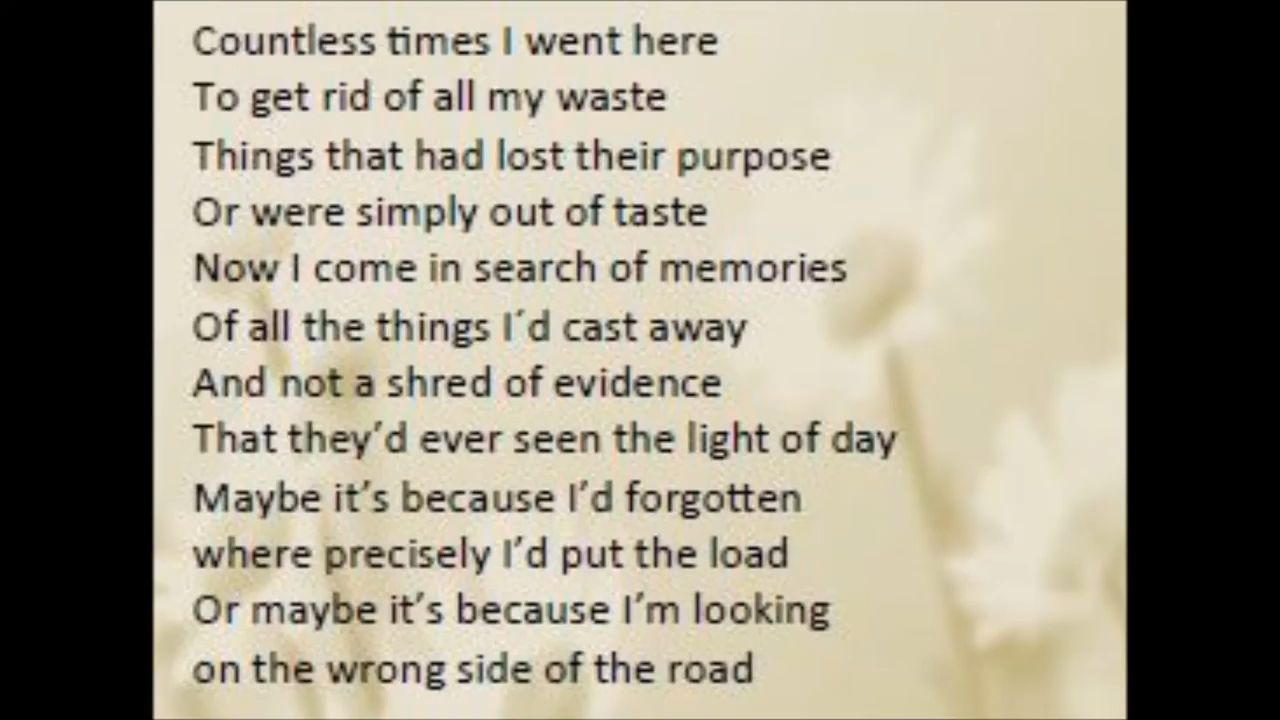 Countless times I went here
To get rid of all my waste
Things that had lost their purpose
Or were simply out of taste
Now I come in search of memories
Of all the things I´d cast away
And not a shred of evidence
That they’d ever seen the light of day
Maybe it’s because I’d forgotten
where precisely I’d put the load
Or maybe it’s because I’m looking
on the wrong side of the road